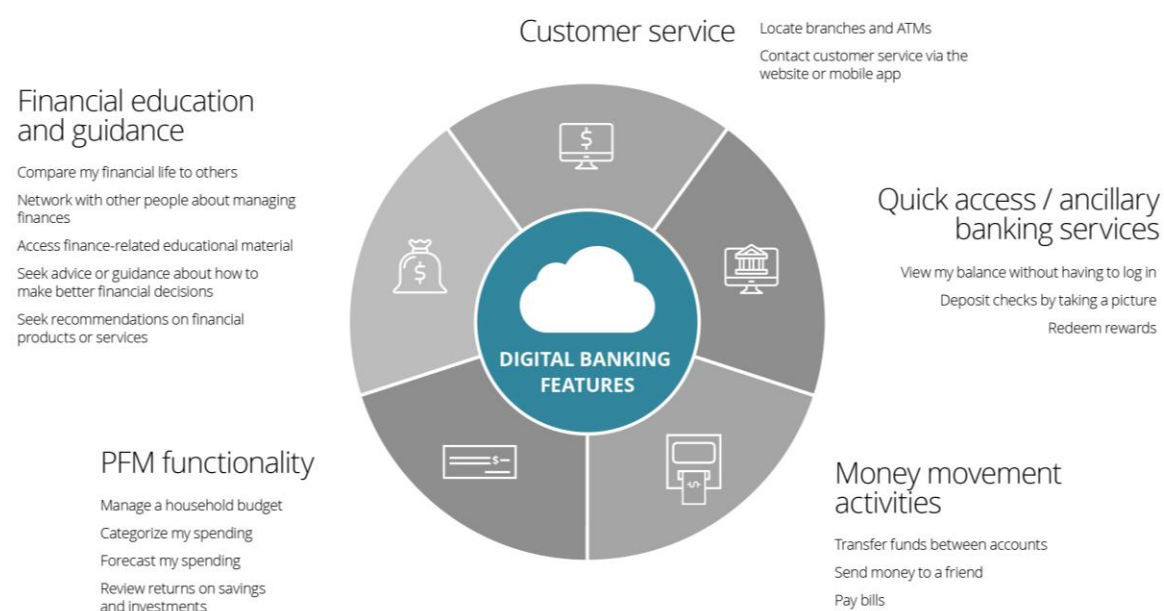 Customer service
Locate branches and ATMs
Contact customer service via the
website or mobile app
Financial education
and guidance
Compare my financial life to others
Network with other people about managing
finances
Access finance-related educational material
Seek advice or guidance about how to
make better financial decisions
Seek recommendations on financial
products or services
$
$
Quick access / ancillary
banking services
View my balance without having to log in
Deposit checks by taking a picture
Redeem rewards
DIGITAL BANKING
FEATURES
PFM functionality
Manage a household budget
Categorize my spending
Forecast my spending
Review returns on savings
and investments
$
$
Money movement
activities
Transfer funds between accounts
Send money to a friend
Pay bills